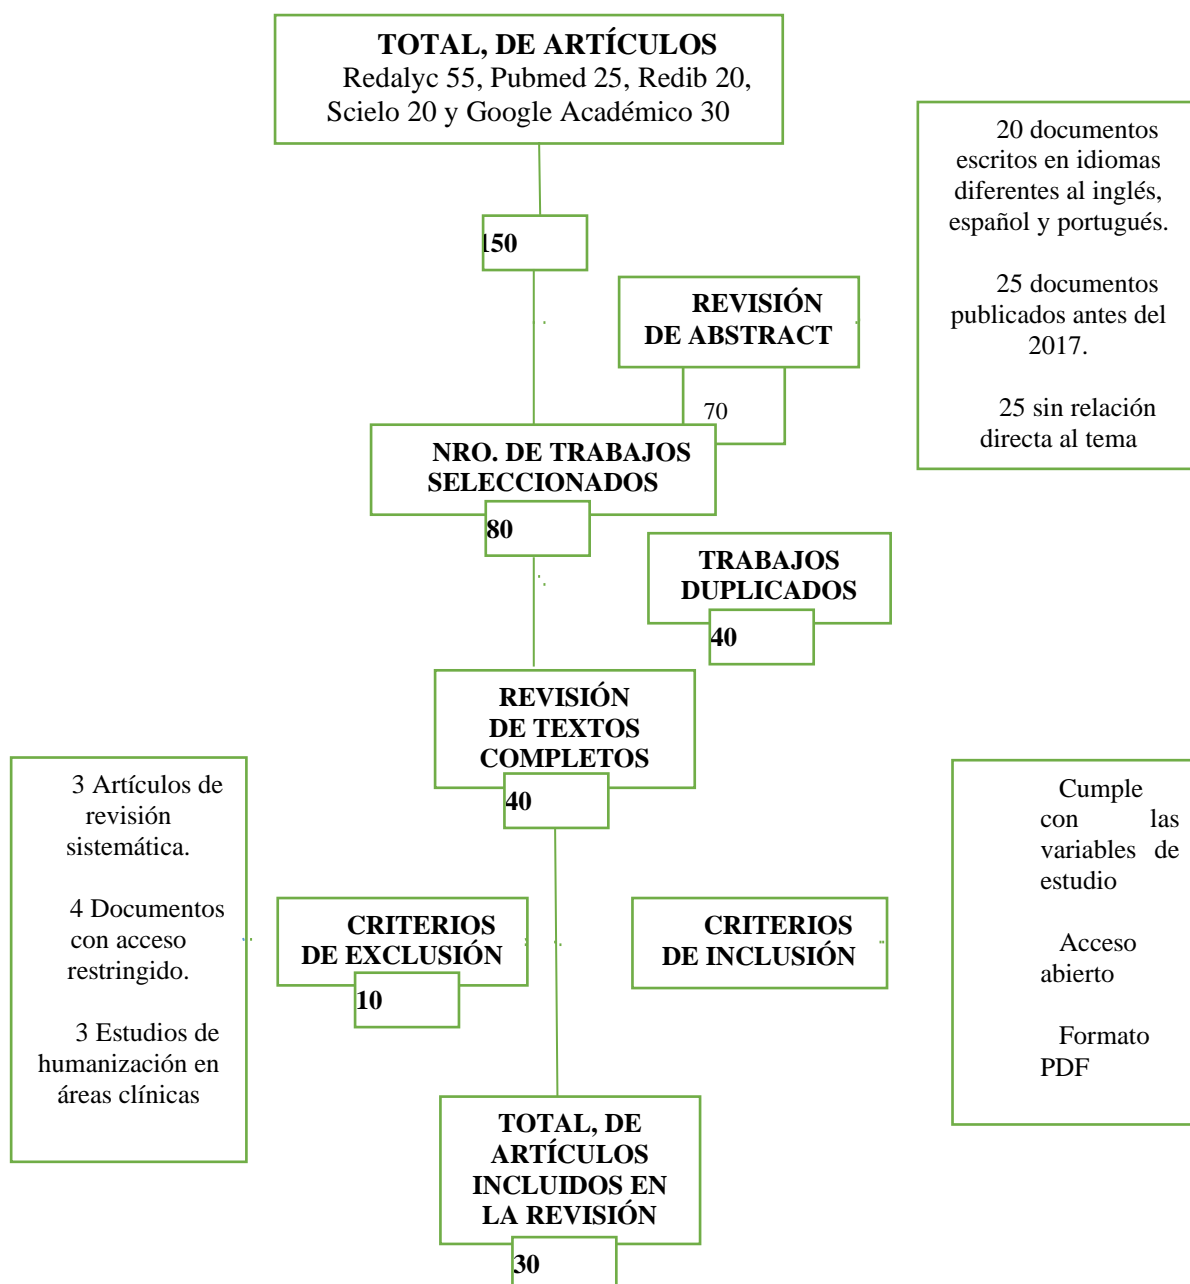 TOTAL, DE ARTÍCULOS
Redalyc 55, Pubmed 25, Redib 20,
Scielo 20 y Google Académico 30
150
20 documentos
escritos en idiomas
diferentes al inglés,
español y portugués.
25 documentos
publicados antes del
2017.
25 sin relación
directa al tema
REVISIÓN
DE ABSTRACT
70
NRO. DE TRABAJOS
SELECCIONADOS
80
TRABAJOS
DUPLICADOS
40
REVISIÓN
DE TEXTOS
COMPLETOS
40
3 Artículos de
revisión
sistemática.
4 Documentos
con acceso
restringido.
3 Estudios de
humanización en
áreas clínicas
CRITERIOS
DE EXCLUSIÓN
10
CRITERIOS
DE INCLUSIÓN
Cumple
con las
variables de
estudio
Acceso
abierto
Formato
PDF
TOTAL, DE
ARTÍCULOS
INCLUIDOS EN
LA REVISIÓN
30